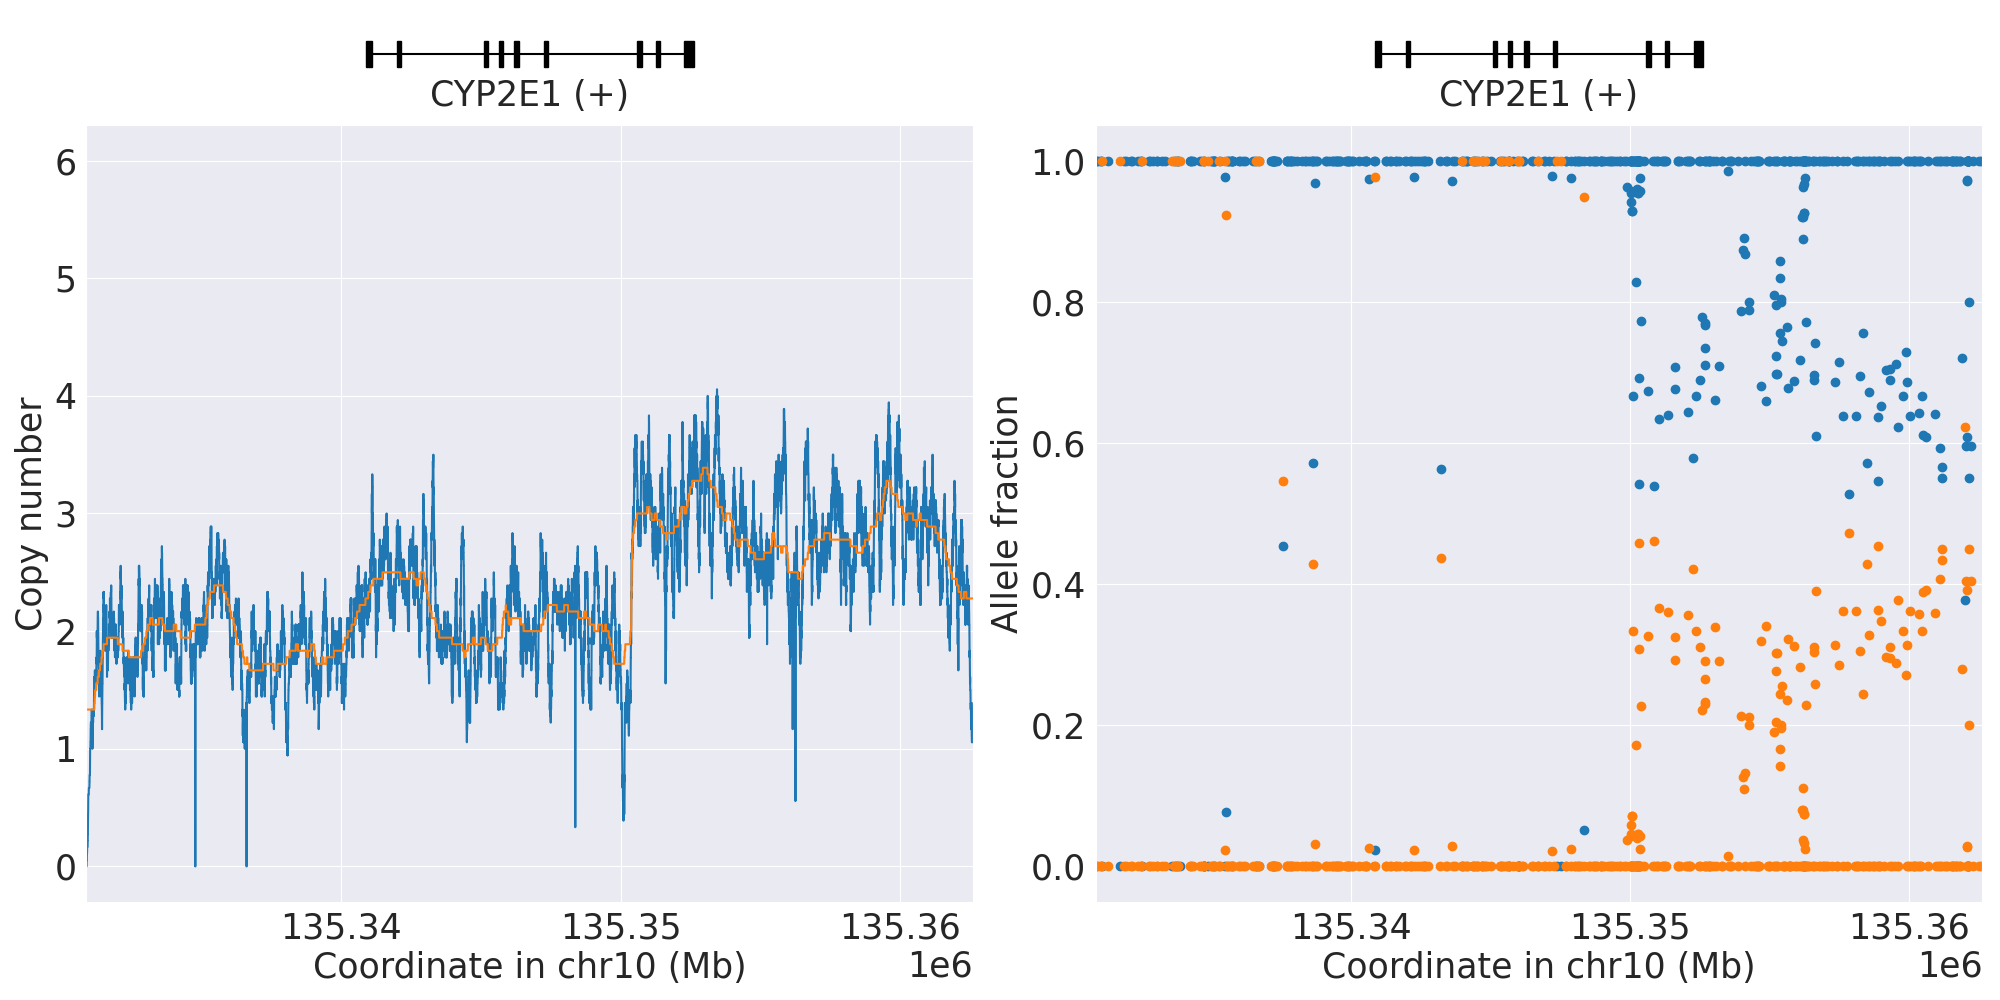 CYP2E1 (+)
6
5
4
3
2
1
0
Copy number
135.34 135.35 135.36
Coordinate in chr10 (Mb)
1e6
CYP2E1 (+)
1.0
0.8
0.6
0.4
0.2
0.0
Allele fraction
135.34 135.35 135.36
Coordinate in chr10 (Mb)
1e6